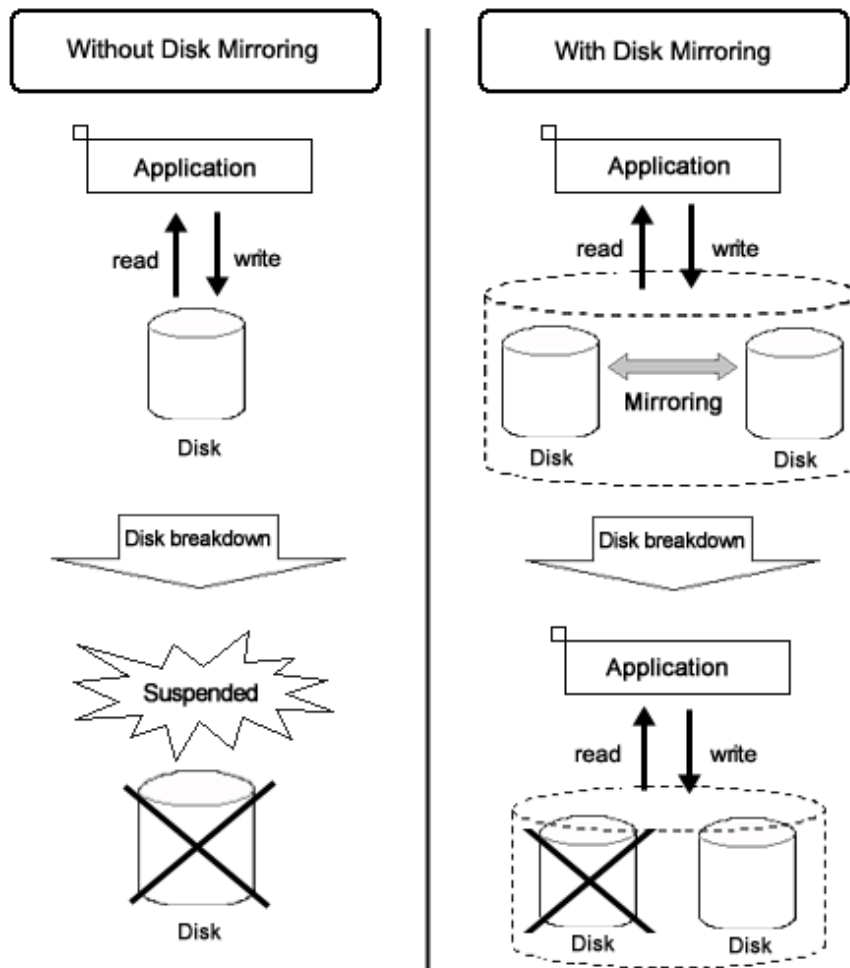 Without Disk Mirroring
Application
read
write
Disk
Disk breakdown
Suspended
Disk
With Disk Mirroring
Application
read
write
Mirroring
Disk
Disk
Disk breakdown
Application
read
write
Disk
Disk